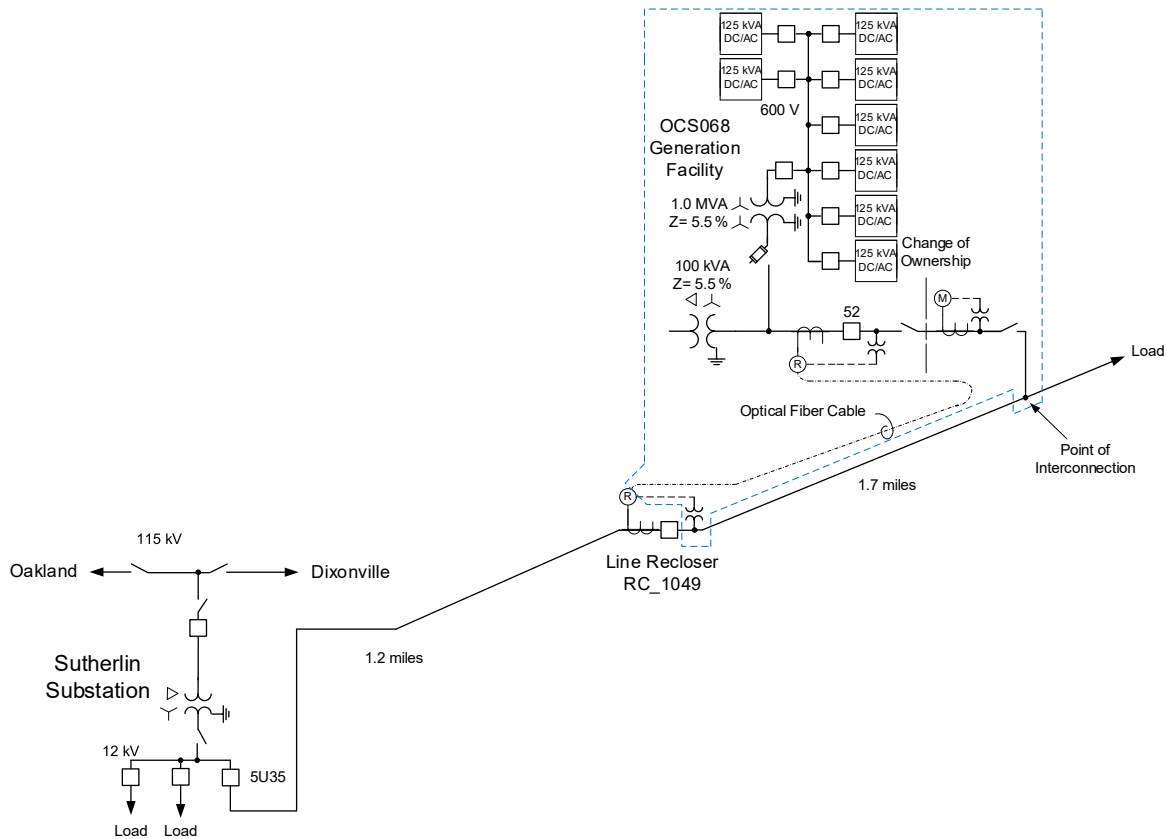 125 kVA
DC/AC
125 kVA
DC/AC
125 kVA
DC/AC
125 kVA
DC/AC
600 V
OCS068
Generation
Facility
125 kVA
DC/AC
125 kVA
DC/AC
1.0 MVA
Z= 5.5 %
125 kVA
DC/AC
125 kVA
DC/AC
Change of
Ownership
100 kVA
Z= 5.5 %
M
52
R
Load
Optical Fiber Cable
Point of
Interconnection
1.7 miles
R
Line Recloser
RC_1049
115 kV
Oakland
Dixonville
1.2 miles
Sutherlin
Substation
12 kV
5U35
Load
Load